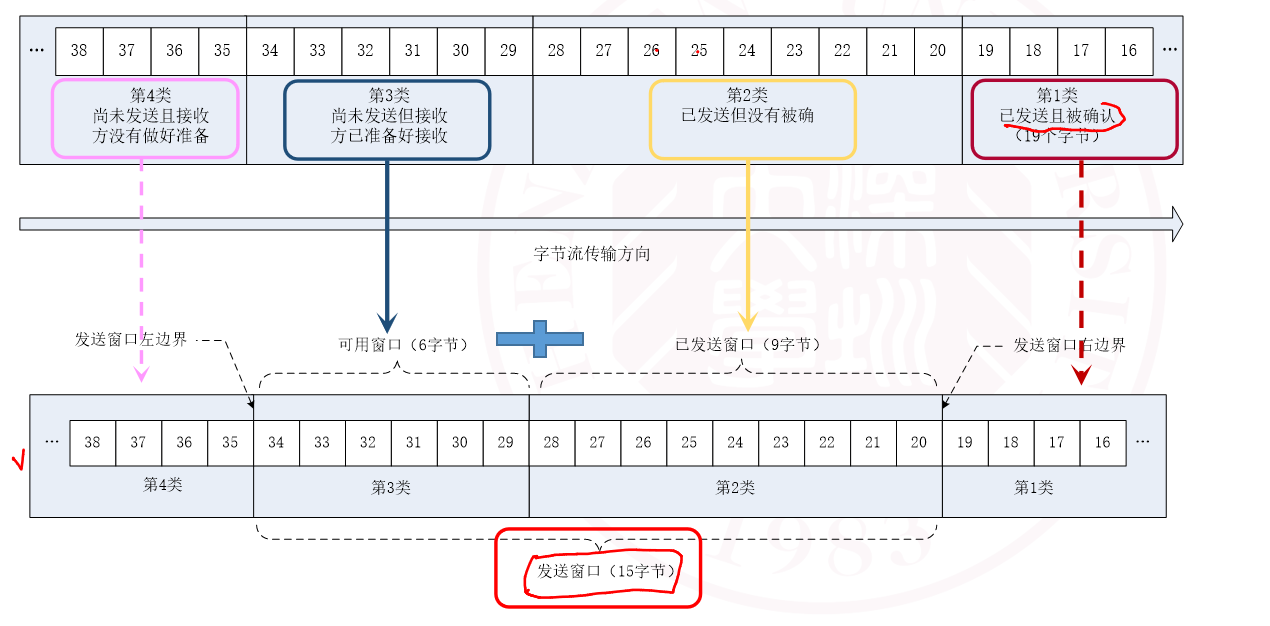 … 38 37 36 35 34 33 32 31 30 29 28 27 26 25 24 23 22 21 20 19 18 17 16 …
第4类
尚未发送且接收
方没有做好准备
第3类
尚未发送但接收
方已准备好接收
第2类
已发送但没有被确
第1类
已发送且被确认
（19个字节）
字节流传输方向
发送窗口左边界
可用窗口（6字节）
已发送窗口（9字节）
发送窗口右边界
… 38 37 36 35 34 33 32 31 30 29 28 27 26 25 24 23 22 21 20 19 18 17 16 …
第4类
第3类
第2类
第1类
发送窗口（15字节）
1983